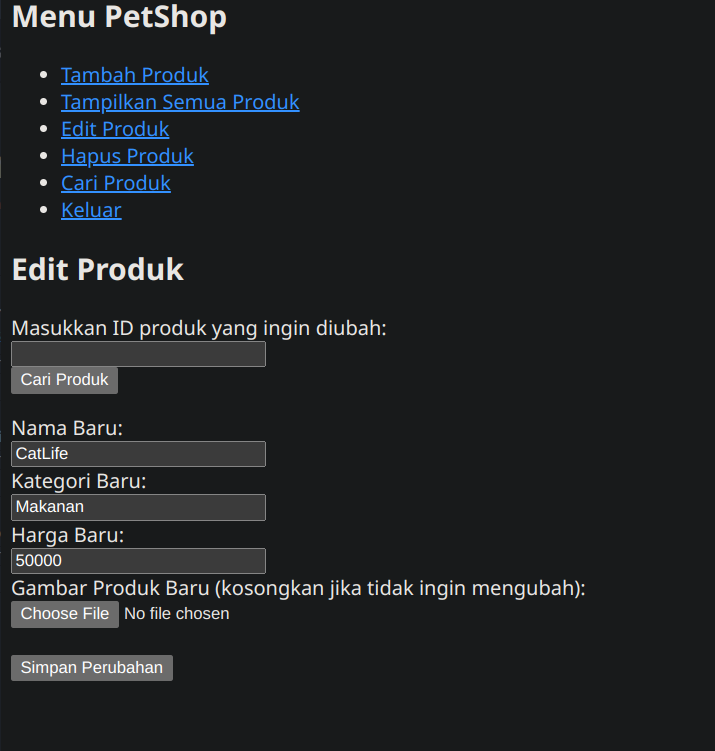 Menu PetShop
Tambah Produk
Tampilkan Semua Produk
Edit Produk
Hapus Produk
Cari Produk
Keluar
Edit Produk
Masukkan ID produk yang ingin diubah:
Cari Produk
Nama Baru:
CatLife
Kategori Baru:
Makanan
Harga Baru:
50000
Gambar Produk Baru (kosongkan jika tidak ingin mengubah):
Choose File No file chosen
Simpan Perubahan